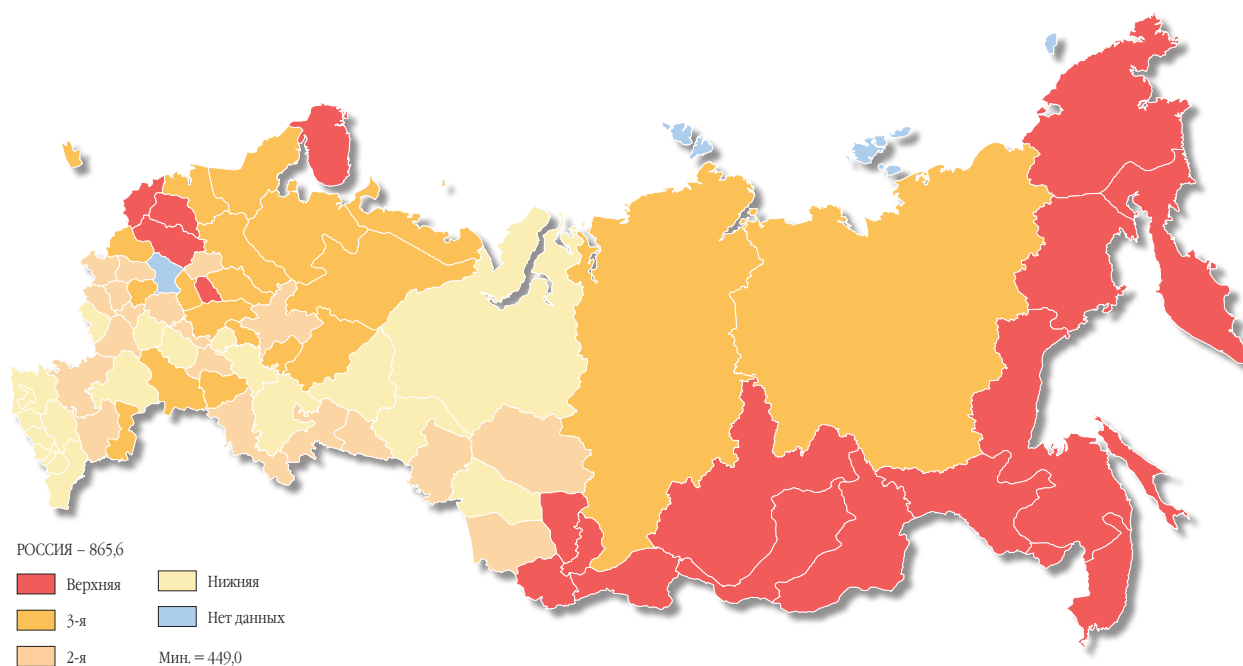 РОССИЯ – 865,6
Верхняя
Нижняя
3-я
Нет данных
2-я
Мин. = 449,0